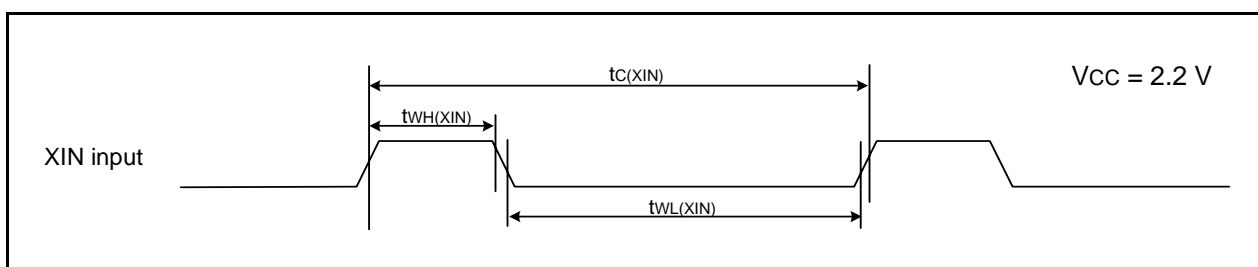 tC(XIN)
VCC = 2.2 V
tWH(XIN)
XIN input
tWL(XIN)